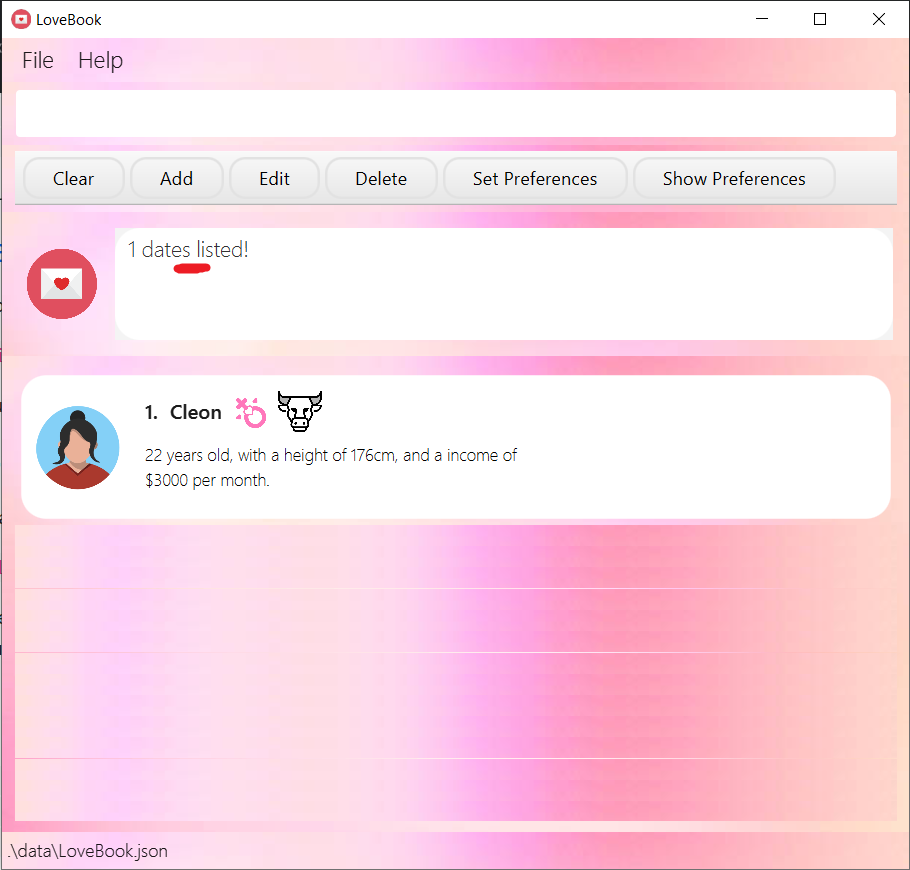 LoveBook
File Help
Clear Add Edit Delete Set Preferences Show Preferences
1 dates listed!
1. Cleon
22 years old, with a height of 176cm, and a income of
$3000 per month.
.\data\LoveBook.json